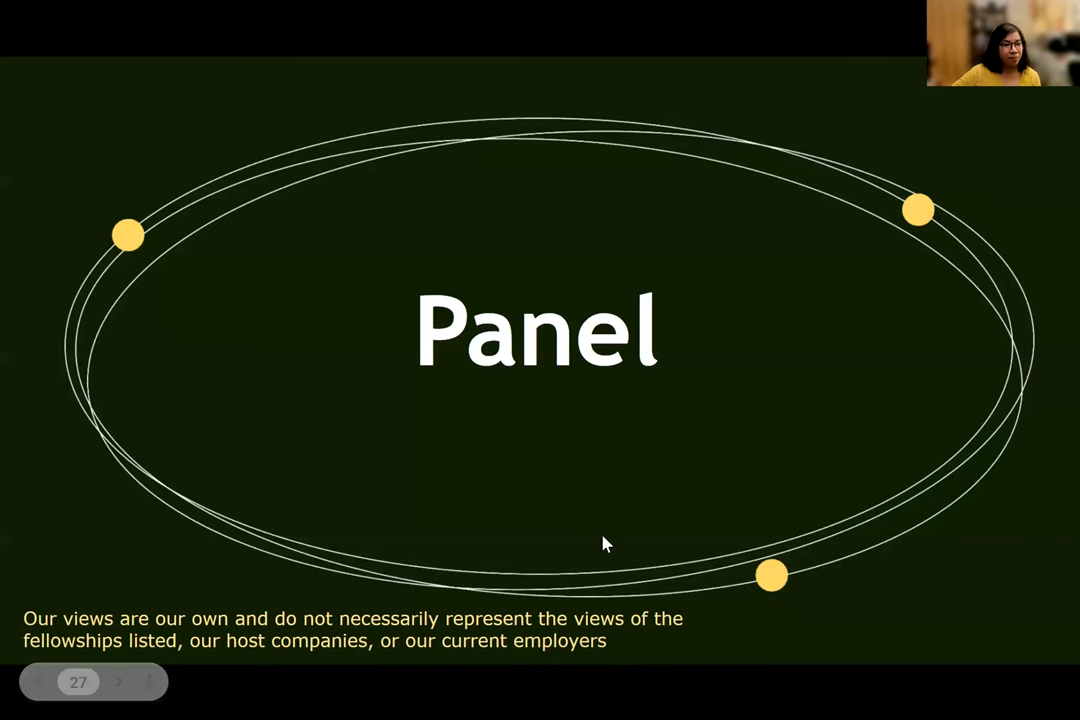 Panel
Our views are our own and do not necessarily represent the views of the
fellowships listed, our host companies, or our current employers
27